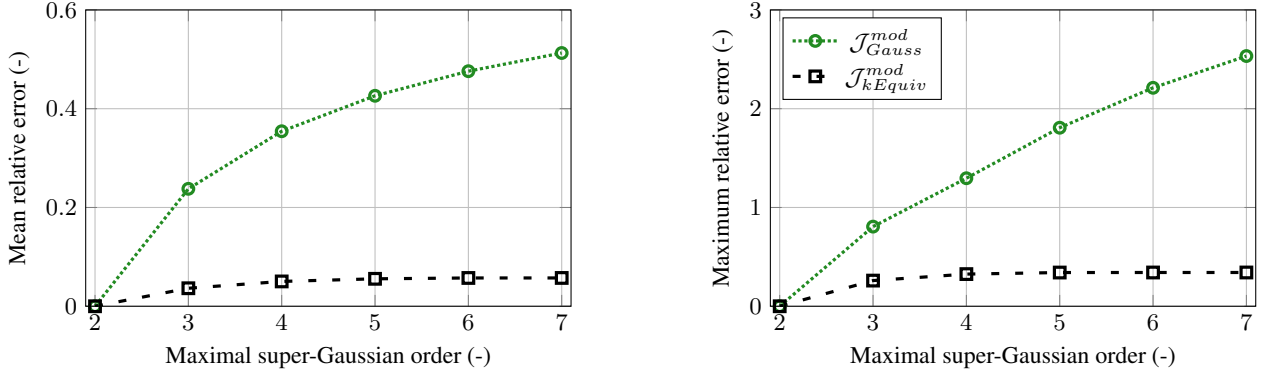 Mean relative error (-)
0.6
0.4
0.2
0
2 3 4 5 6 7
Maximal super-Gaussian order (-)
Maximum relative error (-)
3
2
1
0
$\mathcal{J}_{Gauss}^{mod}$
$\mathcal{J}_{kEquiv}^{mod}$
2 3 4 5 6 7
Maximal super-Gaussian order (-)